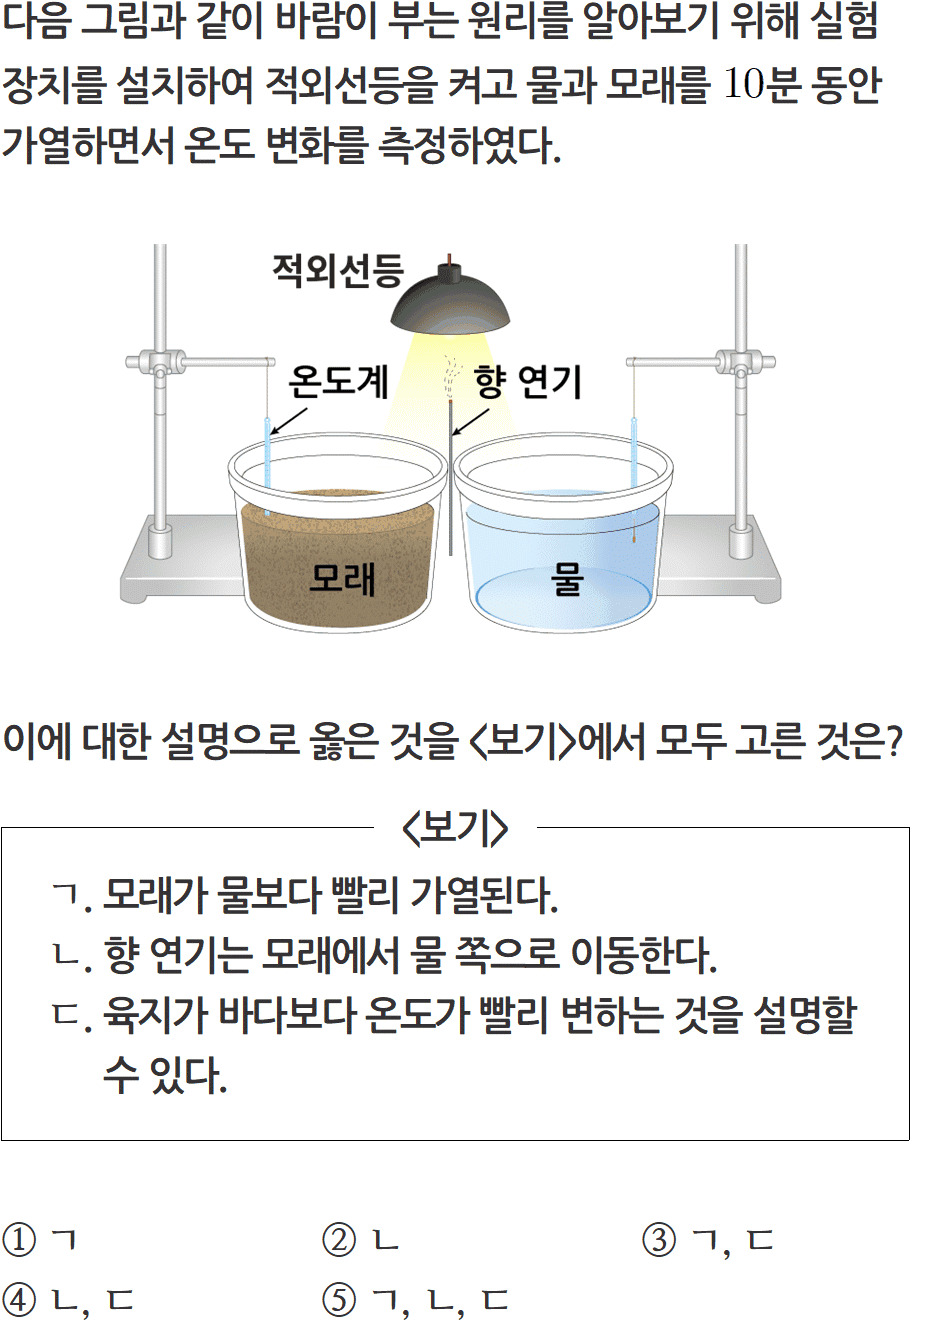 다음 그림과 같이 바람이 부는 원리를 알아보기 위해 실험
장치를 설치하여 적외선등을 켜고 물과 모래를 10분 동안
가열하면서 온도 변화를 측정하였다.
적외선등
온도계
향 연기
모래
물
이에 대한 설명으로 옳은 것을 <보기>에서 모두 고른 것은?
<보기>
ㄱ. 모래가 물보다 빨리 가열된다.
ㄴ. 향 연기는 모래에서 물 쪽으로 이동한다.
ㄷ. 육지가 바다보다 온도가 빨리 변하는 것을 설명할
수 있다.
① ㄱ ② ㄴ ③ ㄱ, ㄷ
④ ㄴ, ㄷ ⑤ ㄱ, ㄴ, ㄷ